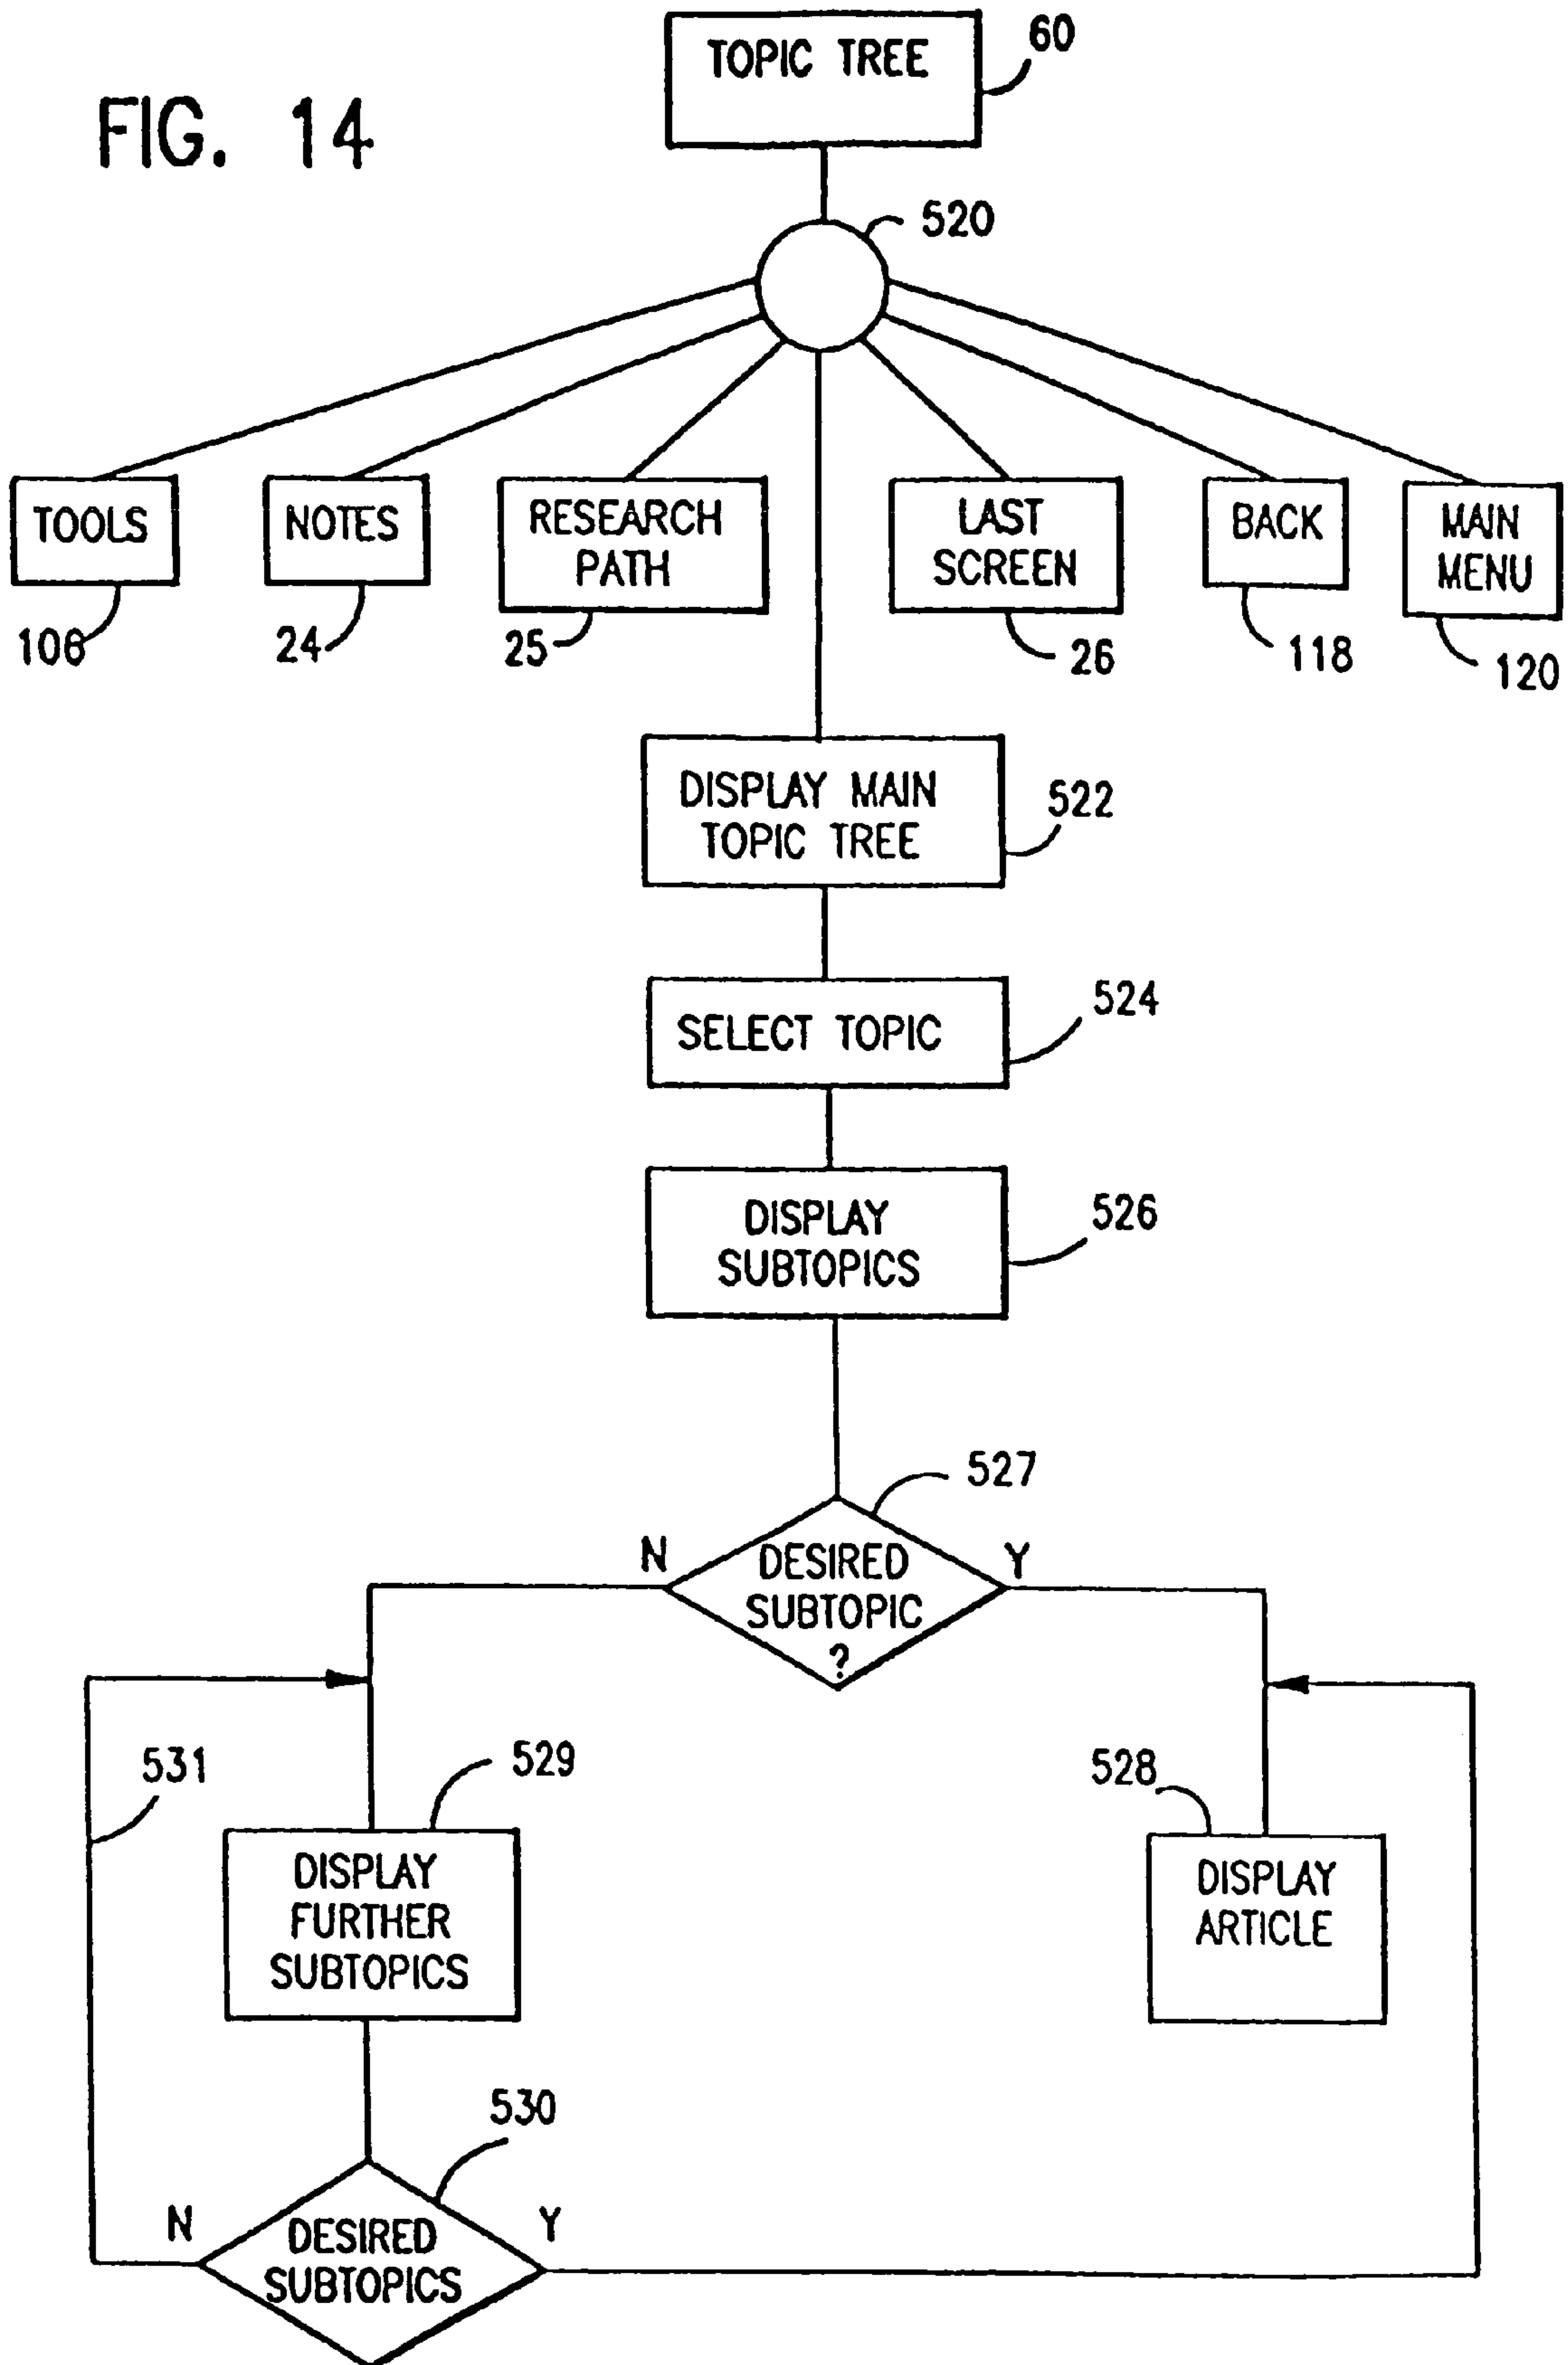 FIG. 14
TOPIC TREE
60
520
TOOLS
NOTES
RESEARCH
PATH
LAST
SCREEN
BACK
MAIN
MENU
106
24
25
26
118
120
DISPLAY MAIN
TOPIC TREE
522
SELECT TOPIC
524
DISPLAY
SUBTOPICS
526
527
N
DESIRED
SUBTOPIC
?
Y
531
529
528
DISPLAY
FURTHER
SUBTOPICS
DISPLAY
ARTICLE
530
N
DESIRED
SUBTOPICS
Y